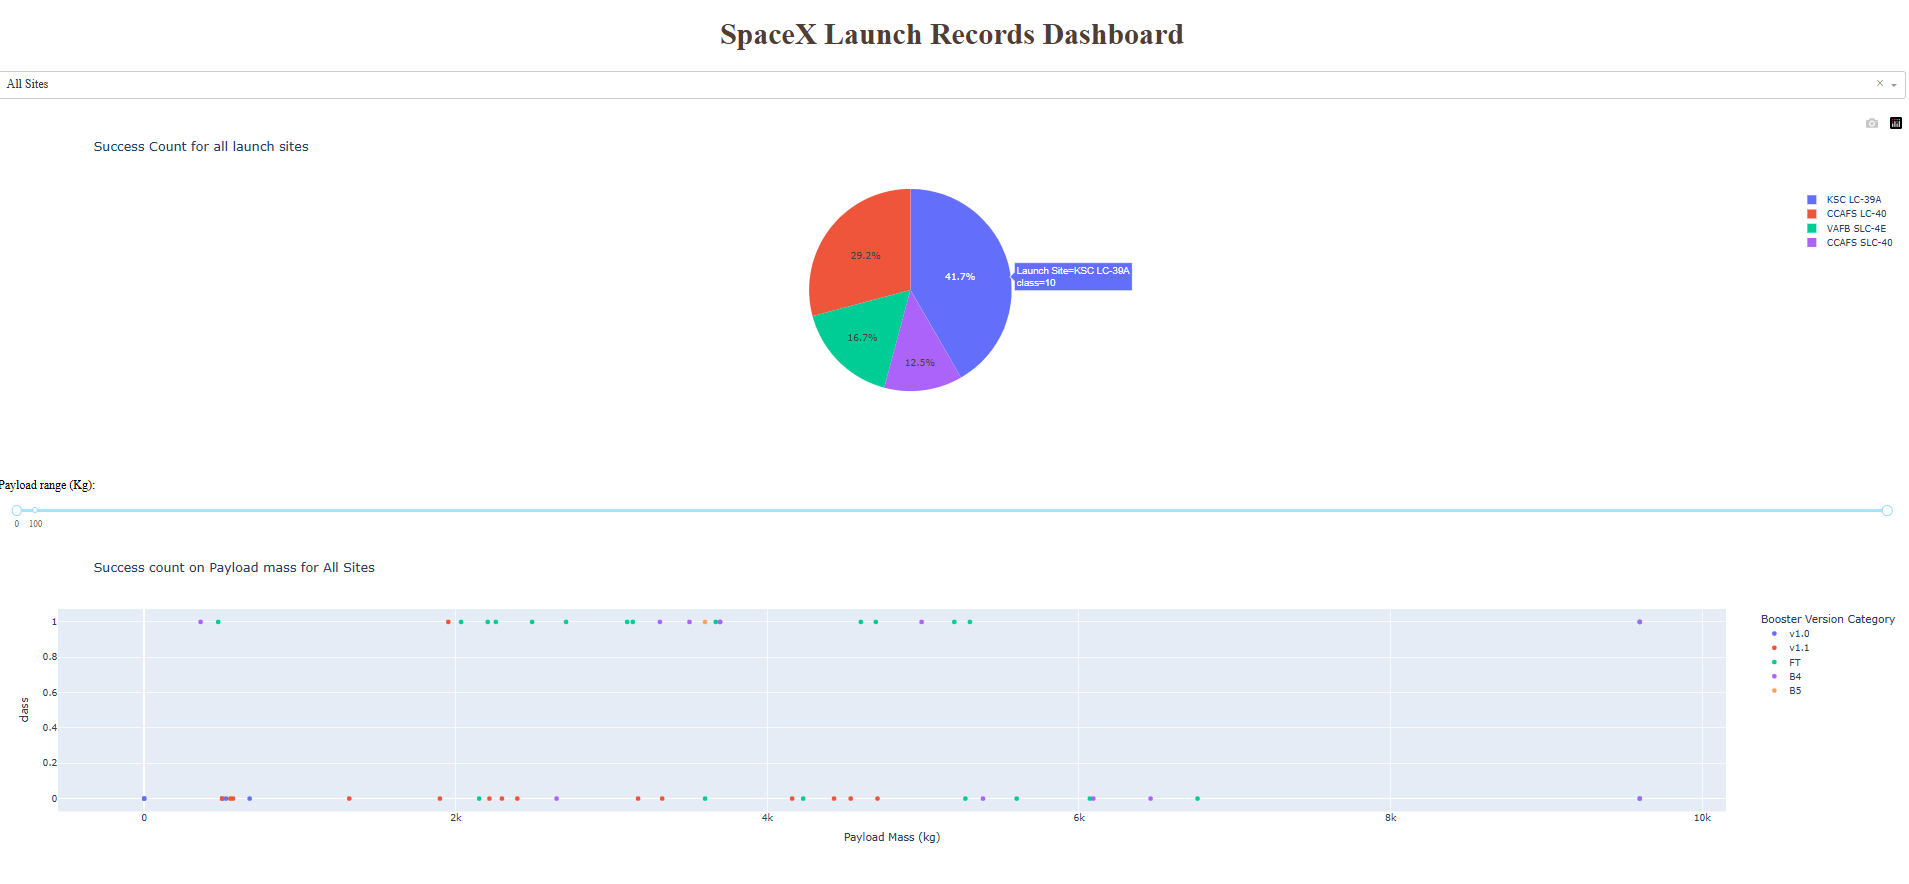 SpaceX Launch Records Dashboard
All Sites
Success Count for all launch sites
KSC LC-39A
CCAFS LC-40
VAFB SLC-4E
CCAFS SLC-40
29.2%
41.7%
Launch Site=KSC LC-39A
class=10
16.7%
12.5%
Payload range (Kg):
0 100
Success count on Payload mass for All Sites
Booster Version Category
v1.0
v1.1
FT
B4
B5
class
1
0.8
0.6
0.4
0.2
0
0 2k 4k 6k 8k 10k
Payload Mass (kg)